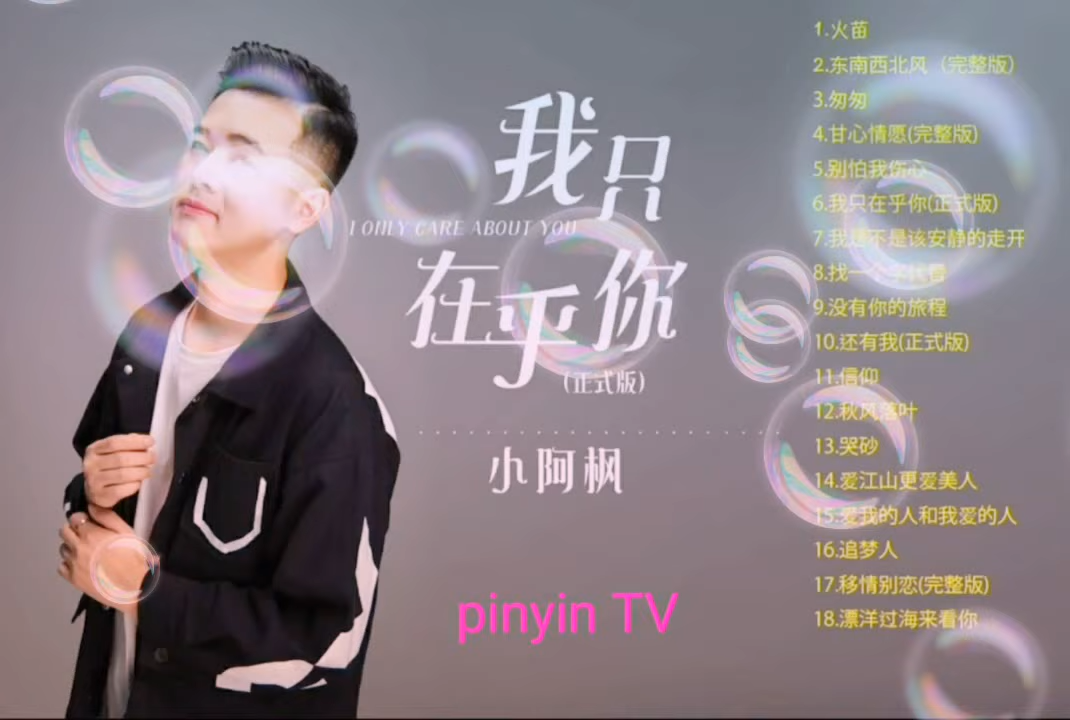 我只
I ONLY CARE ABOUT YOU
在乎你
(正式版)
小阿枫
pinyin TV
1.火苗
2.东南西北风（完整版）
3.匆匆
4.甘心情愿(完整版)
5.别怕我伤心
6.我只在乎你(正式版)
7.我是不是该安静的走开
8.找一个字代替
9.没有你的旅程
10.还有我(正式版)
11.信仰
12.秋风落叶
13.哭砂
14.爱江山更爱美人
15.爱我的人和我爱的人
16.追梦人
17.移情别恋(完整版)
18.漂洋过海来看你